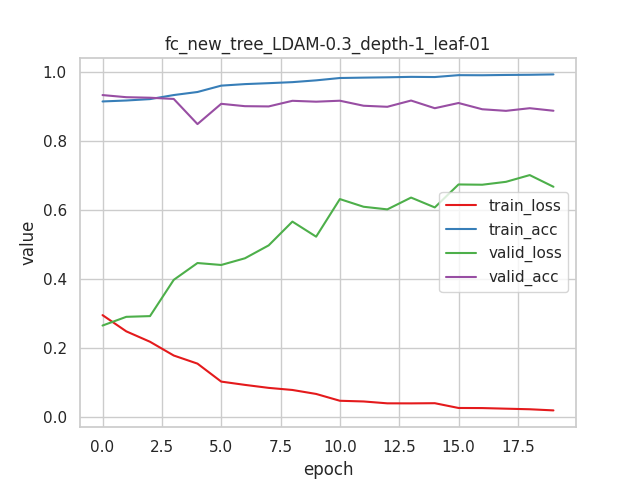 fc_new_tree_LDAM-0.3_depth-1_leaf-01
1.0
0.8
0.6
0.4
0.2
0.0
value
train_loss
train_acc
valid_loss
valid_acc
0.0 2.5 5.0 7.5 10.0 12.5 15.0 17.5
epoch